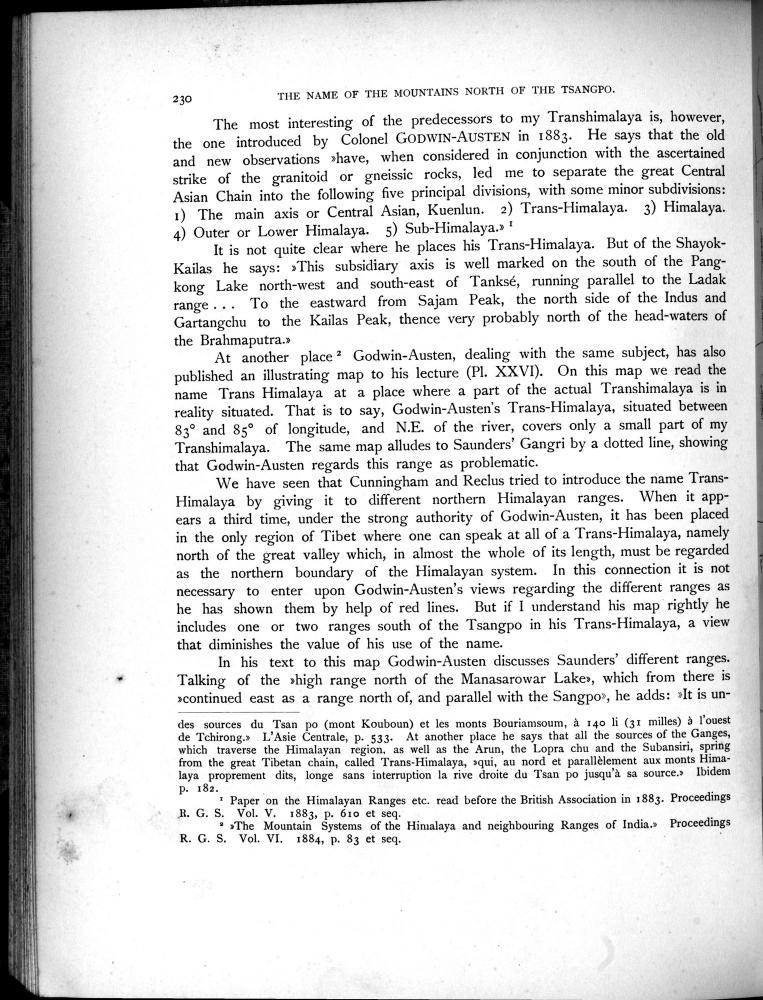 230 THE NAME OF THE MOUNTAINS NORTH OF THE TSANGPO.
The most interesting of the predecessors to my Transhimalaya is, however,
the one introduced by Colonel GODWIN-AUSTEN in 1883. He says that the old
and new observations »have, when considered in conjunction with the ascertained
strike of the granitoid or gneissic rocks, led me to separate the great Central
Asian Chain into the following five principal divisions, with some minor subdivisions:
1) The main axis or Central Asian, Kuenlun. 2) Trans-Himalaya. 3) Himalaya.
4) Outer or Lower Himalaya. 5) Sub-Himalaya.» ¹
It is not quite clear where he places his Trans-Himalaya. But of the Shayok-
Kailas he says: »This subsidiary axis is well marked on the south of the Pang-
kong Lake north-west and south-east of Tanksé, running parallel to the Ladak
range . . . To the eastward from Sajam Peak, the north side of the Indus and
Gartangchu to the Kailas Peak, thence very probably north of the head-waters of
the Brahmaputra.»
At another place ² Godwin-Austen, dealing with the same subject, has also
published an illustrating map to his lecture (Pl. XXVI). On this map we read the
name Trans Himalaya at a place where a part of the actual Transhimalaya is in
reality situated. That is to say, Godwin-Austen's Trans-Himalaya, situated between
83° and 85° of longitude, and N.E. of the river, covers only a small part of my
Transhimalaya. The same map alludes to Saunders' Gangri by a dotted line, showing
that Godwin-Austen regards this range as problematic.
We have seen that Cunningham and Reclus tried to introduce the name Trans-
Himalaya by giving it to different northern Himalayan ranges. When it app-
ears a third time, under the strong authority of Godwin-Austen, it has been placed
in the only region of Tibet where one can speak at all of a Trans-Himalaya, namely
north of the great valley which, in almost the whole of its length, must be regarded
as the northern boundary of the Himalayan system. In this connection it is not
necessary to enter upon Godwin-Austen's views regarding the different ranges as
he has shown them by help of red lines. But if I understand his map rightly he
includes one or two ranges south of the Tsangpo in his Trans-Himalaya, a view
that diminishes the value of his use of the name.
In his text to this map Godwin-Austen discusses Saunders' different ranges.
Talking of the »high range north of the Manasarowar Lake», which from there is
»continued east as a range north of, and parallel with the Sangpo», he adds: »It is un-
des sources du Tsan po (mont Kouboun) et les monts Bouriamsoum, à 140 li (31 milles) à l'ouest
de Tchirong.» L'Asie Centrale, p. 533. At another place he says that all the sources of the Ganges,
which traverse the Himalayan region, as well as the Arun, the Lopra chu and the Subansiri, spring
from the great Tibetan chain, called Trans-Himalaya, »qui, au nord et parallèlement aux monts Hima-
laya proprement dits, longe sans interruption la rive droite du Tsan po jusqu'à sa source.» Ibidem
p. 182.
¹ Paper on the Himalayan Ranges etc. read before the British Association in 1883. Proceedings
R. G. S. Vol. V. 1883, p. 610 et seq.
² »The Mountain Systems of the Himalaya and neighbouring Ranges of India.» Proceedings
R. G. S. Vol. VI. 1884, p. 83 et seq.